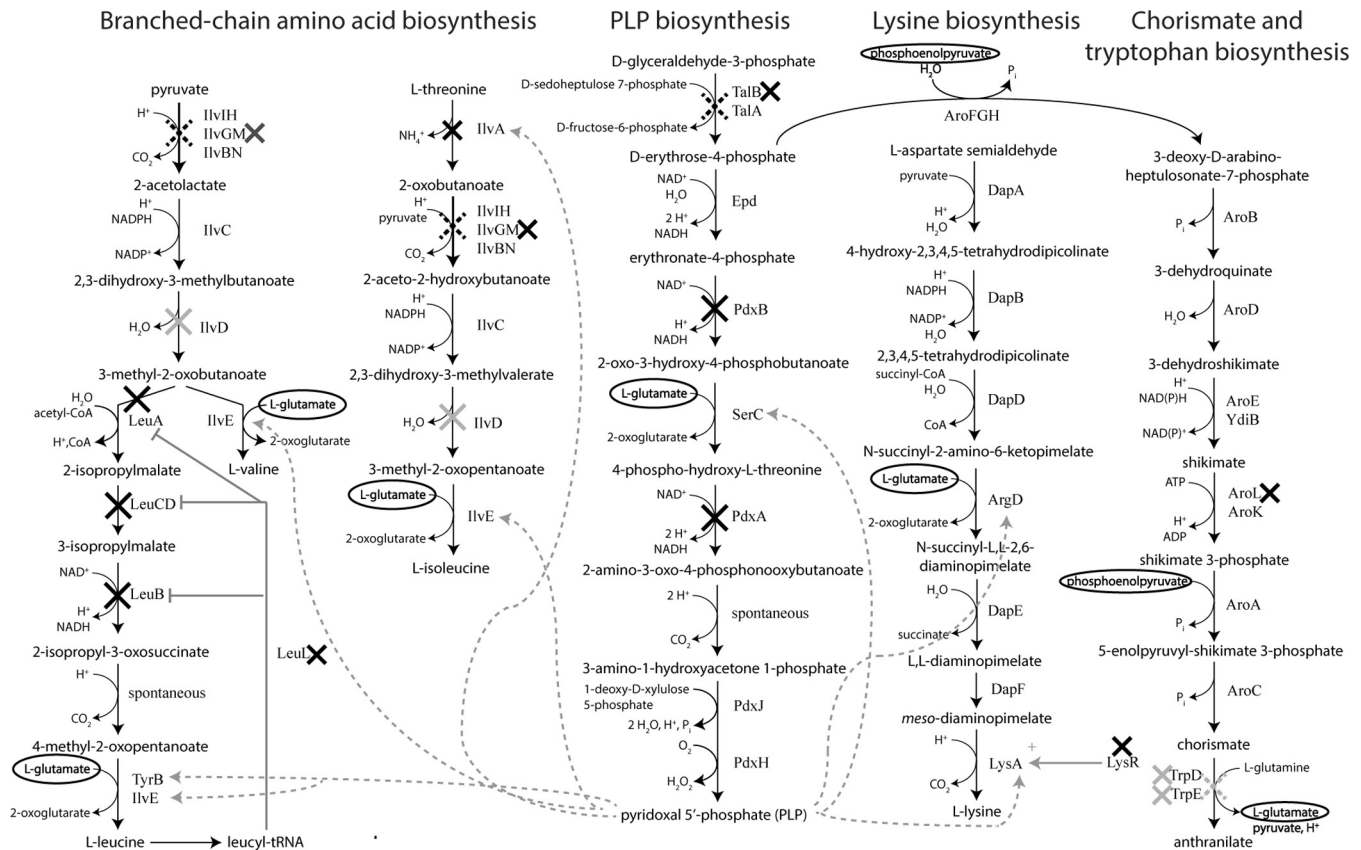 Branched-chain amino acid biosynthesis
pyruvate
H⁺
IlvIH
IlvGM
IlvBN
CO₂
2-acetolactate
H⁺
NADPH
IlvC
NADP⁺
2,3-dihydroxy-3-methylbutanoate
H₂O
IlvD
3-methyl-2-oxobutanoate
H₂O
acetyl-CoA
LeuA
H⁺,CoA
IlvE
L-glutamate
2-oxoglutarate
L-valine
2-isopropylmalate
LeuCD
3-isopropylmalate
NAD⁺
LeuB
H⁺
NADH
2-isopropyl-3-oxosuccinate
LeuL
H⁺
spontaneous
CO₂
4-methyl-2-oxopentanoate
L-glutamate
TyrB
IlvE
2-oxoglutarate
L-leucine
leucyl-tRNA
L-threonine
IlvA
NH₄⁺
2-oxobutanoate
H⁺
pyruvate
IlvIH
IlvGM
IlvBN
CO₂
2-aceto-2-hydroxybutanoate
H⁺
NADPH
IlvC
NADP⁺
2,3-dihydroxy-3-methylvalerate
H₂O
IlvD
3-methyl-2-oxopentanoate
L-glutamate
IlvE
2-oxoglutarate
L-isoleucine
PLP biosynthesis
D-glyceraldehyde-3-phosphate
D-sedoheptulose 7-phosphate
TalB
TalA
D-fructose-6-phosphate
D-erythrose-4-phosphate
NAD⁺
H₂O
Epd
2 H⁺
NADH
erythronate-4-phosphate
NAD⁺
PdxB
H⁺
NADH
2-oxo-3-hydroxy-4-phosphobutanoate
L-glutamate
SerC
2-oxoglutarate
4-phospho-hydroxy-L-threonine
NAD⁺
PdxA
2 H⁺
NADH
2-amino-3-oxo-4-phosphonooxybutanoate
2 H⁺
spontaneous
CO₂
3-amino-1-hydroxyacetone 1-phosphate
1-deoxy-D-xylulose
5-phosphate
PdxJ
2 H₂O, H⁺, Pᵢ
O₂
PdxH
H₂O₂
pyridoxal 5′-phosphate (PLP)
Lysine biosynthesis
phosphoenolpyruvate
H₂O
Pᵢ
AroFGH
L-aspartate semialdehyde
pyruvate
DapA
H⁺
H₂O
4-hydroxy-2,3,4,5-tetrahydrodipicolinate
H⁺
NADPH
DapB
NADP⁺
H₂O
2,3,4,5-tetrahydrodipicolinate
succinyl-CoA
H₂O
DapD
CoA
N-succinyl-2-amino-6-ketopimelate
L-glutamate
ArgD
2-oxoglutarate
N-succinyl-L,L-2,6-
diaminopimelate
H₂O
DapE
succinate
L,L-diaminopimelate
DapF
meso-diaminopimelate
H⁺
+
LysA
LysR
CO₂
L-lysine
Chorismate and
tryptophan biosynthesis
3-deoxy-D-arabino-
heptulosonate-7-phosphate
AroB
Pᵢ
3-dehydroquinate
AroD
H₂O
3-dehydroshikimate
H⁺
NAD(P)H
AroE
YdiB
NAD(P)⁺
shikimate
ATP
AroL
AroK
H⁺
ADP
shikimate 3-phosphate
phosphoenolpyruvate
AroA
Pᵢ
5-enolpyruvyl-shikimate 3-phosphate
AroC
Pᵢ
chorismate
TrpD
TrpE
L-glutamine
L-glutamate
pyruvate, H⁺
anthranilate